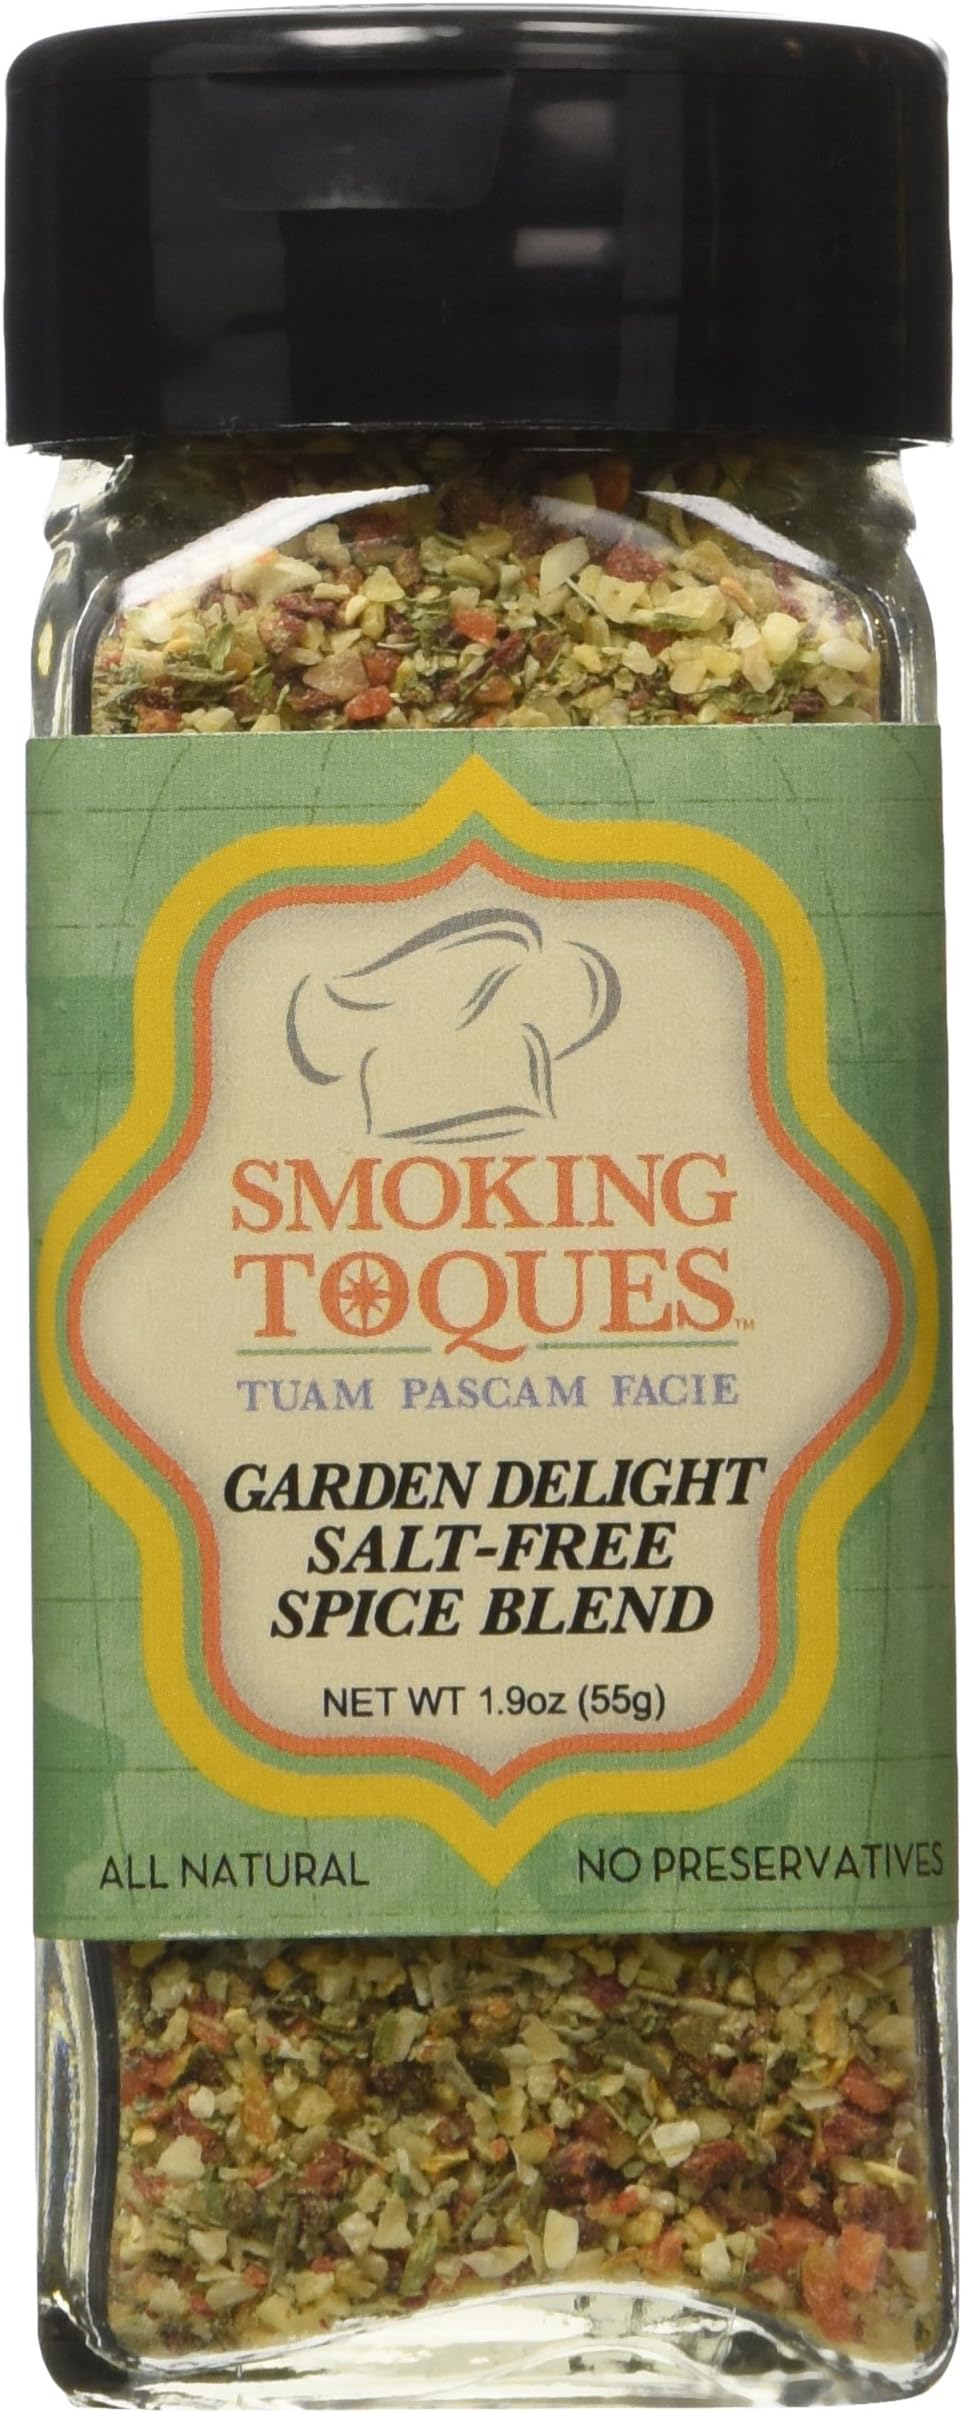 SMOKING
TOQUES™
TUAM PASCAM FACIE
GARDEN DELIGHT
SALT-FREE
SPICE BLEND
NET WT 1.9oz (55g)
ALL NATURAL
NO PRESERVATIVES